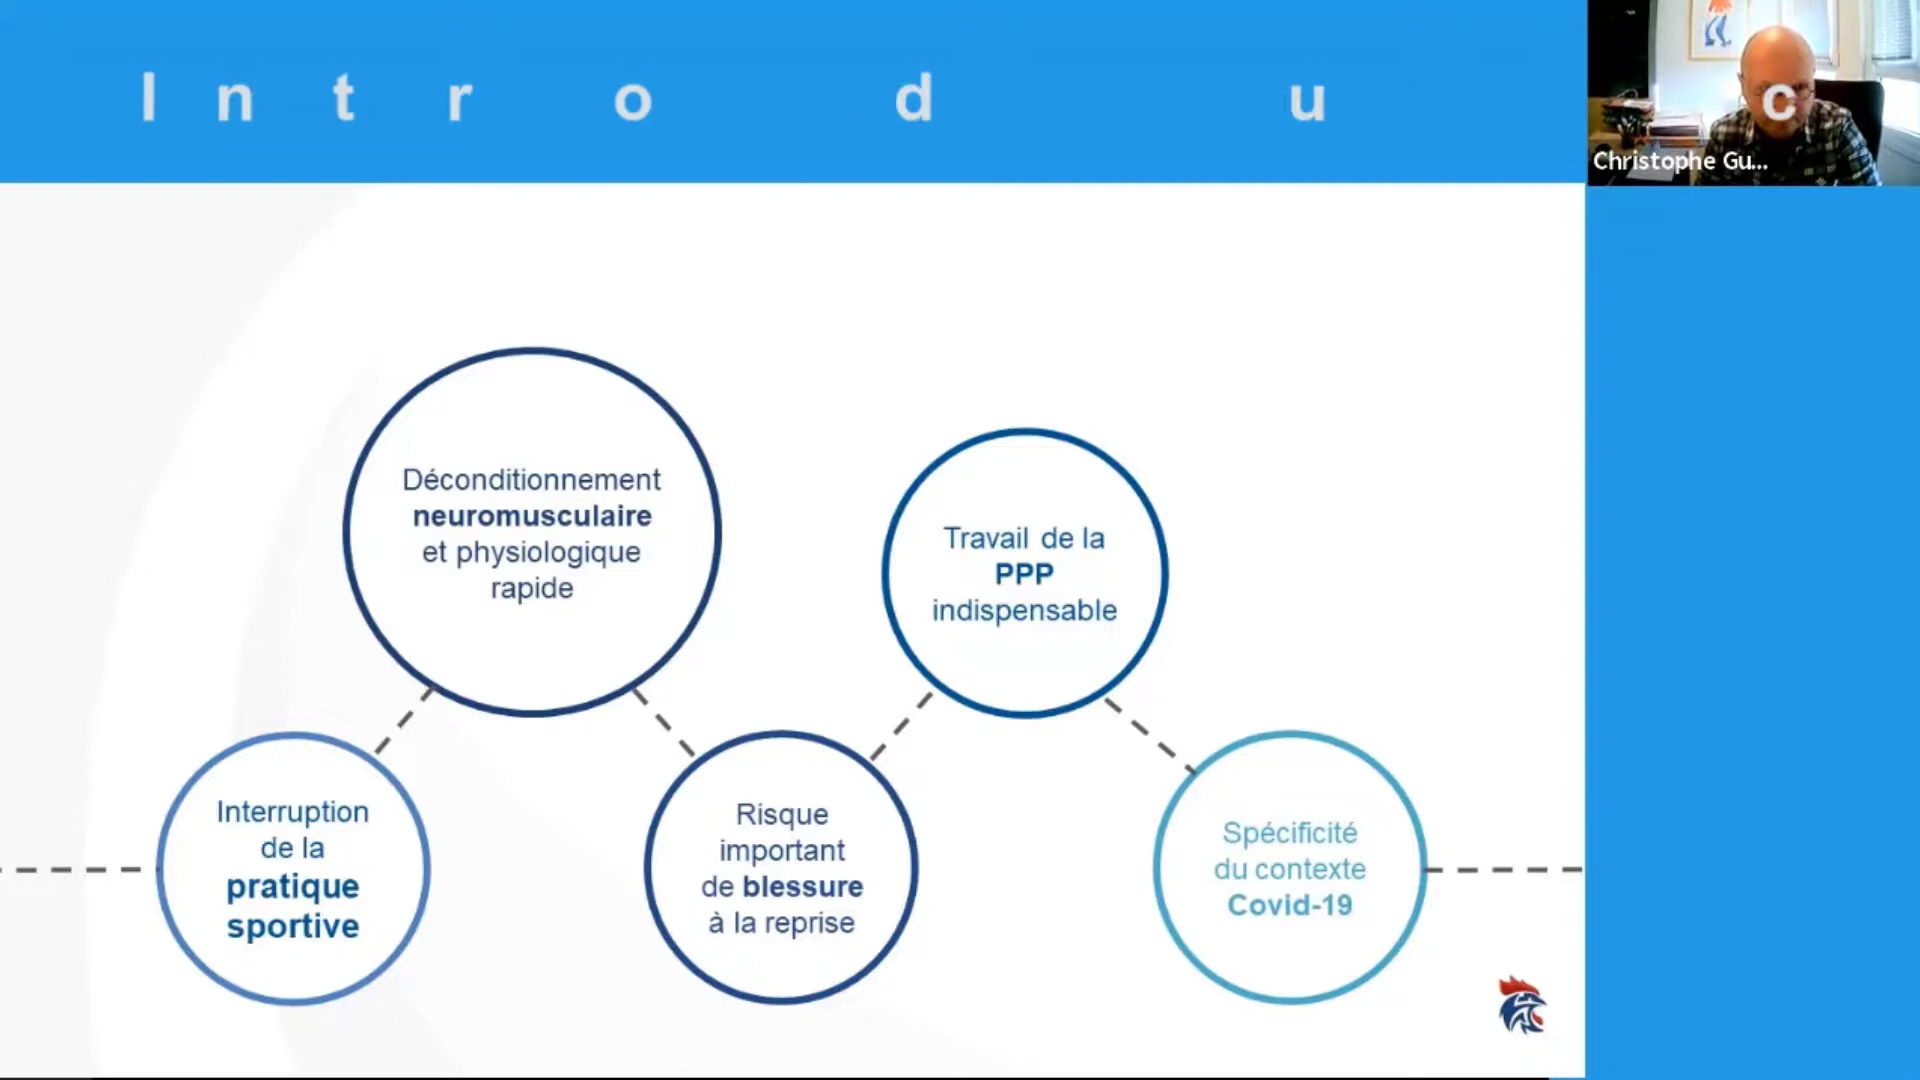 I n t r o d u c
Christophe Gu...
Déconditionnement
neuromusculaire
et physiologique
rapide
Travail de la
PPP
indispensable
Interruption
de la
pratique
sportive
Risque
important
de blessure
à la reprise
Spécificité
du contexte
Covid-19